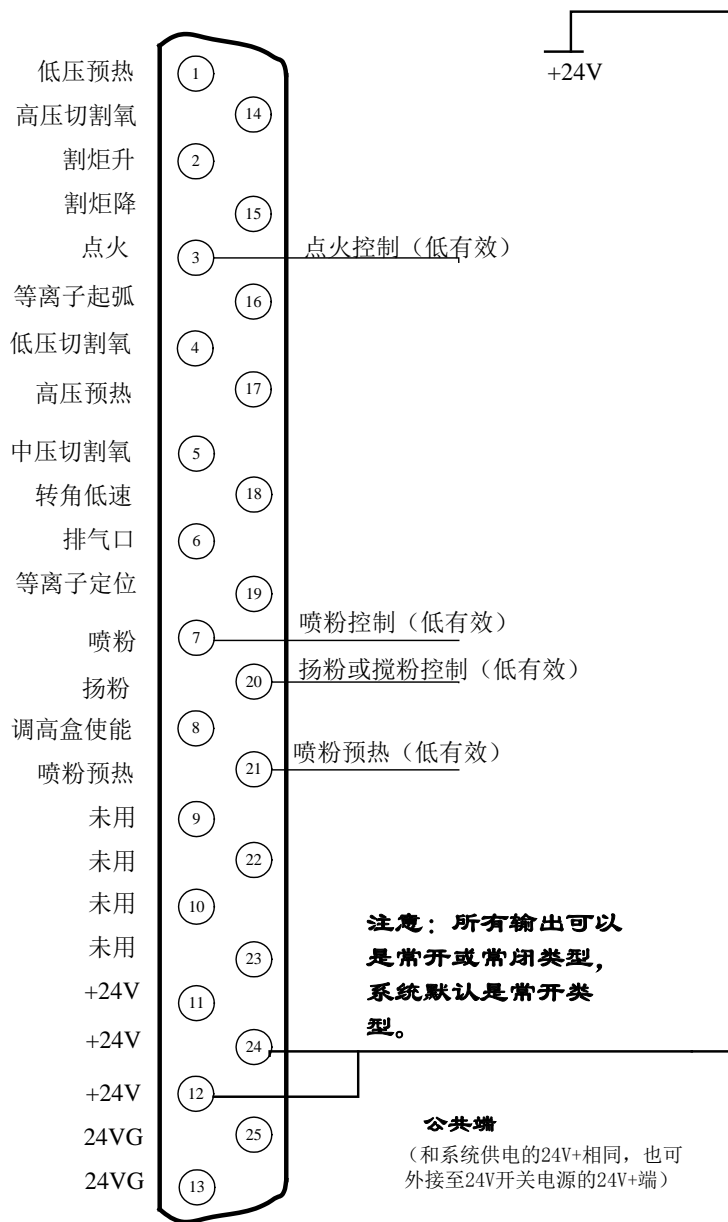 +24V
低压预热 1
高压切割氧 14
割炬升 2
割炬降 15
点火 3 点火控制（低有效）
等离子起弧 16
低压切割氧 4
高压预热 17
中压切割氧 5
转角低速 18
排气口 6
等离子定位 19
喷粉 7 喷粉控制（低有效）
扬粉 20 扬粉或搅粉控制（低有效）
调高盒使能 8
喷粉预热 21 喷粉预热（低有效）
未用 9
未用 22
未用 10
未用 23
注意：所有输出可以
是常开或常闭类型，
系统默认是常开类
型。
+24V 11
+24V 24
+24V 12
24VG 25
24VG 13
公共端
（和系统供电的24V+相同，也可
外接至24V开关电源的24V+端）